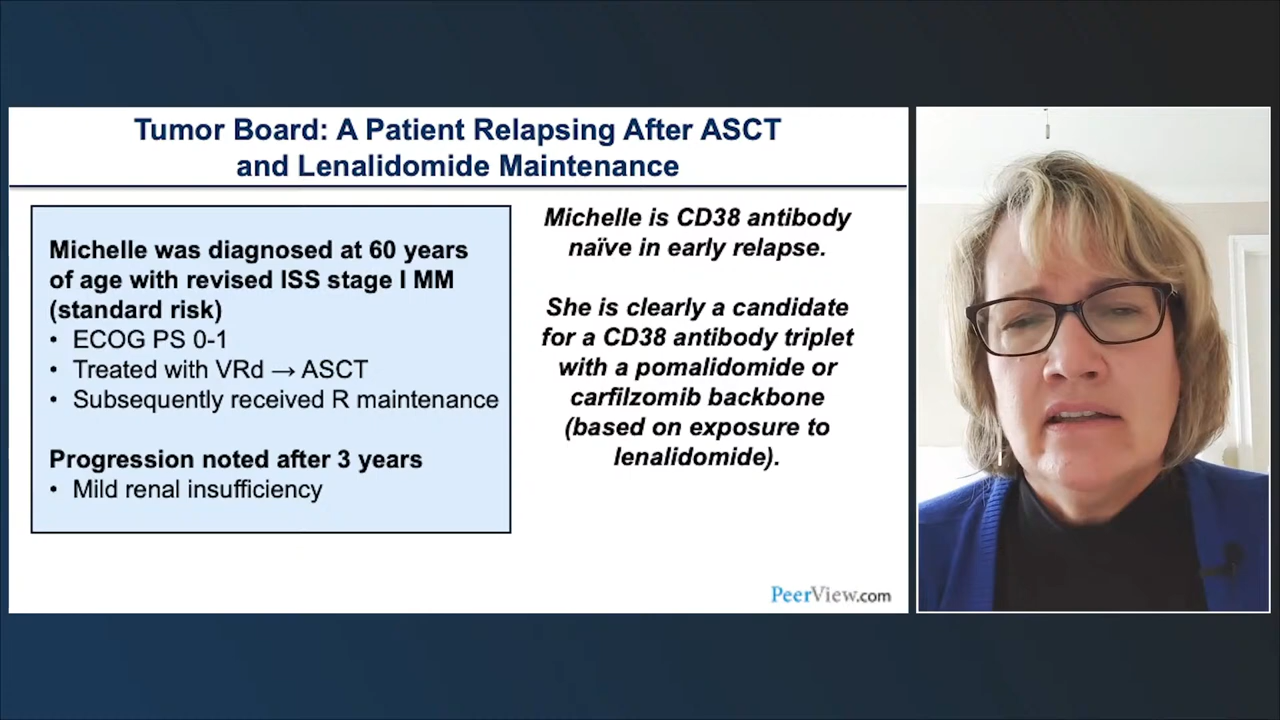 Tumor Board: A Patient Relapsing After ASCT
and Lenalidomide Maintenance
Michelle was diagnosed at 60 years
of age with revised ISS stage I MM
(standard risk)
• ECOG PS 0-1
• Treated with VRd → ASCT
• Subsequently received R maintenance
Progression noted after 3 years
• Mild renal insufficiency
Michelle is CD38 antibody
naïve in early relapse.
She is clearly a candidate
for a CD38 antibody triplet
with a pomalidomide or
carfilzomib backbone
(based on exposure to
lenalidomide).
PeerView.com